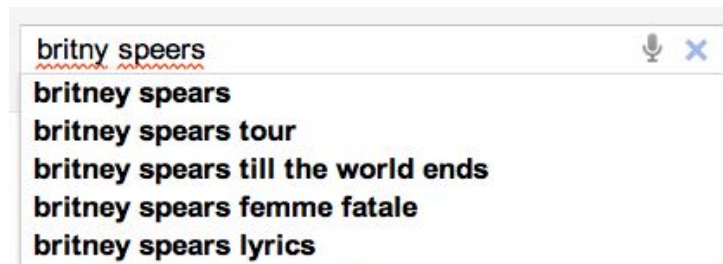 britny speers
britney spears
britney spears tour
britney spears till the world ends
britney spears femme fatale
britney spears lyrics